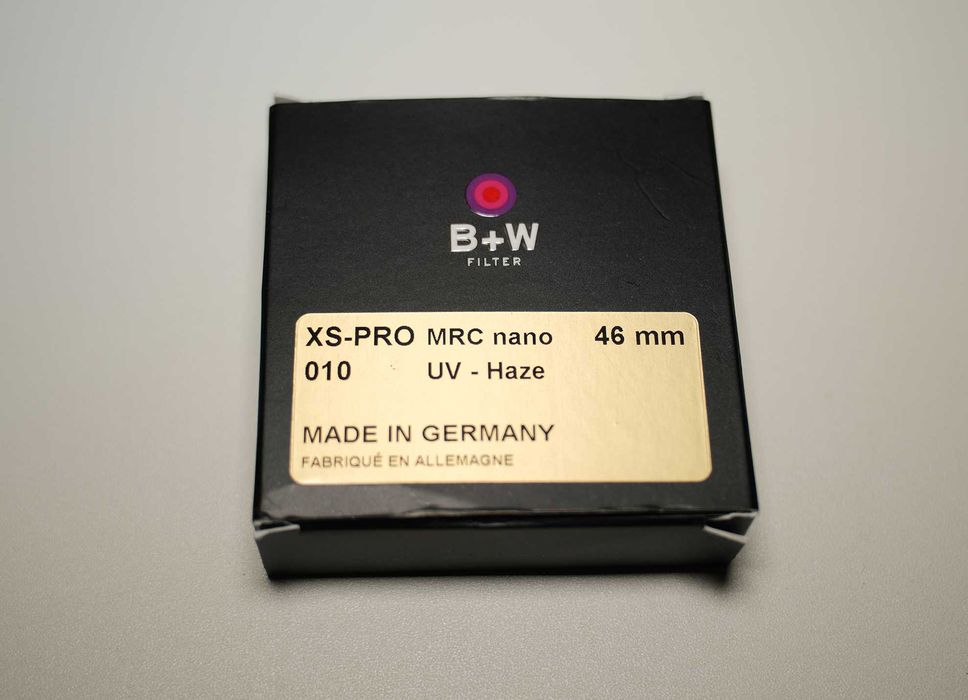 B+W
FILTER
XS-PRO MRC nano 46 mm
010 UV - Haze
MADE IN GERMANY
FABRIQUÉ EN ALLEMAGNE